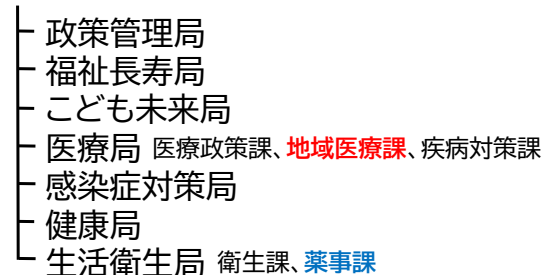 政策管理局
福祉長寿局
こども未来局
医療局 医療政策課、地域医療課、疾病対策課
感染症対策局
健康局
生活衛生局 衛生課、薬事課